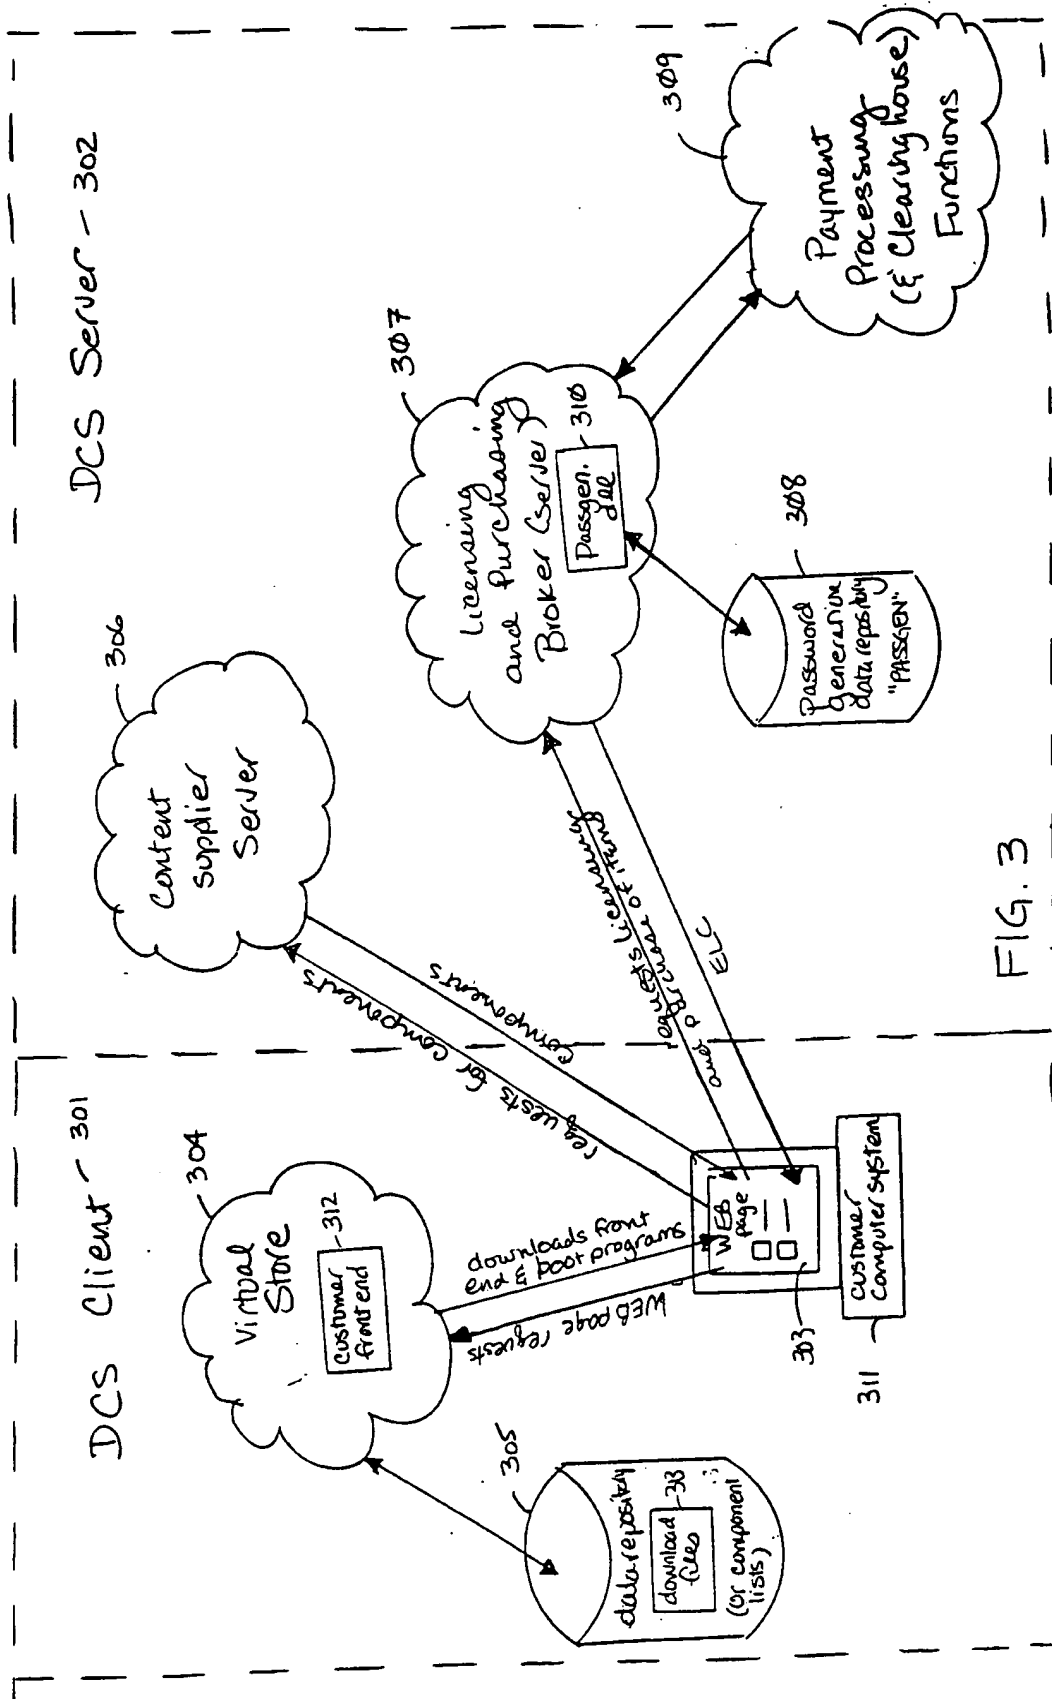 DCS Client 301
DCS Server - 302
304
Virtual
Store
312
Customer
frontend
305
data repository
download
files
313
(or component
lists)
downloads front
end & boot programs
WEB page requests
WEB
page
303
customer
computer system
311
requests for components
components
306
Content
supplier
Server
requests licensing
and purchase of items
ELC
307
Licensing
and Purchasing
Broker (server)
Passgen.
dll
310
308
Password
generation
data repository
"PASSGEN"
309
Payment
Processing
(& Clearinghouse)
Functions
FIG. 3